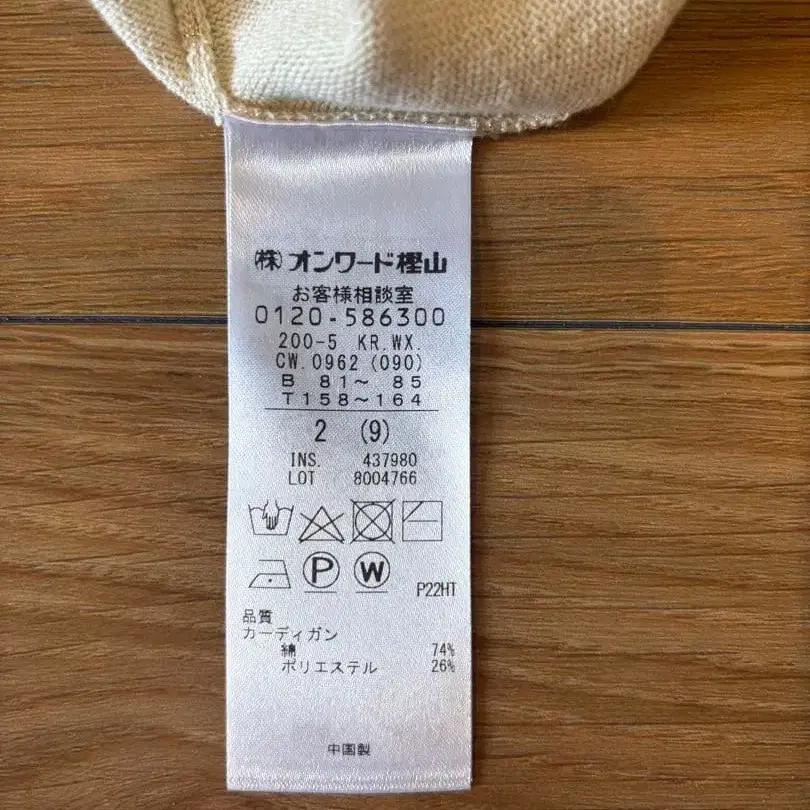 ㈱オンワード樫山
お客様相談室
0120-586300
200-5 KR.WX.
CW.0962 (090)
B 81～ 85
T158～164
2 (9)
INS. 437980
LOT 8004766
P
W
P22HT
品質
カーディガン
綿 74%
ポリエステル 26%
中国製